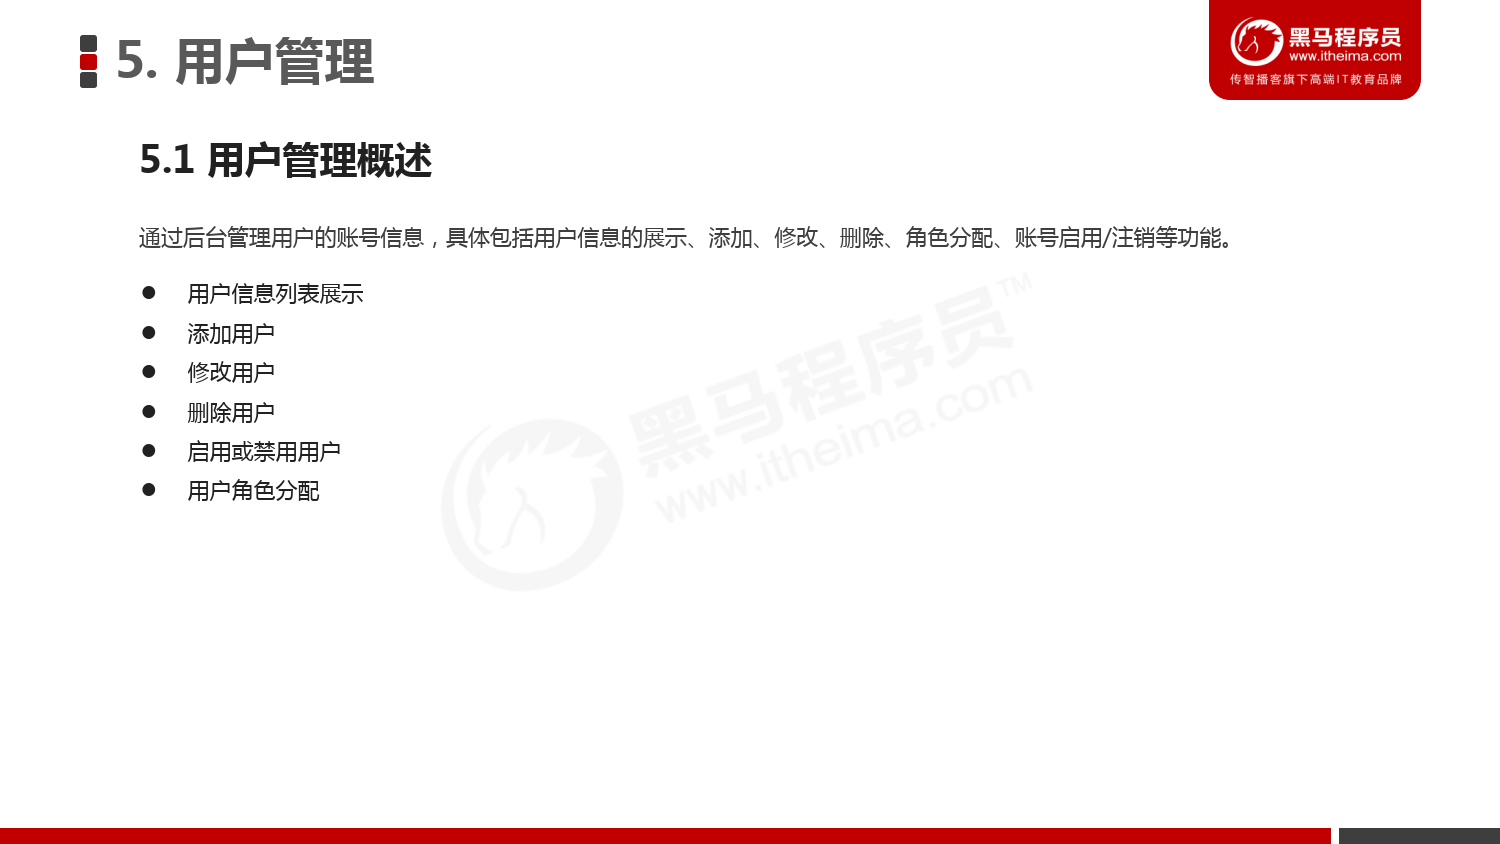 5. 用户管理
黑马程序员
www.itheima.com
传智播客旗下高端IT教育品牌
5.1 用户管理概述
通过后台管理用户的账号信息，具体包括用户信息的展示、添加、修改、删除、角色分配、账号启用/注销等功能。
● 用户信息列表展示
● 添加用户
● 修改用户
● 删除用户
● 启用或禁用用户
● 用户角色分配
黑马程序员™
www.itheima.com